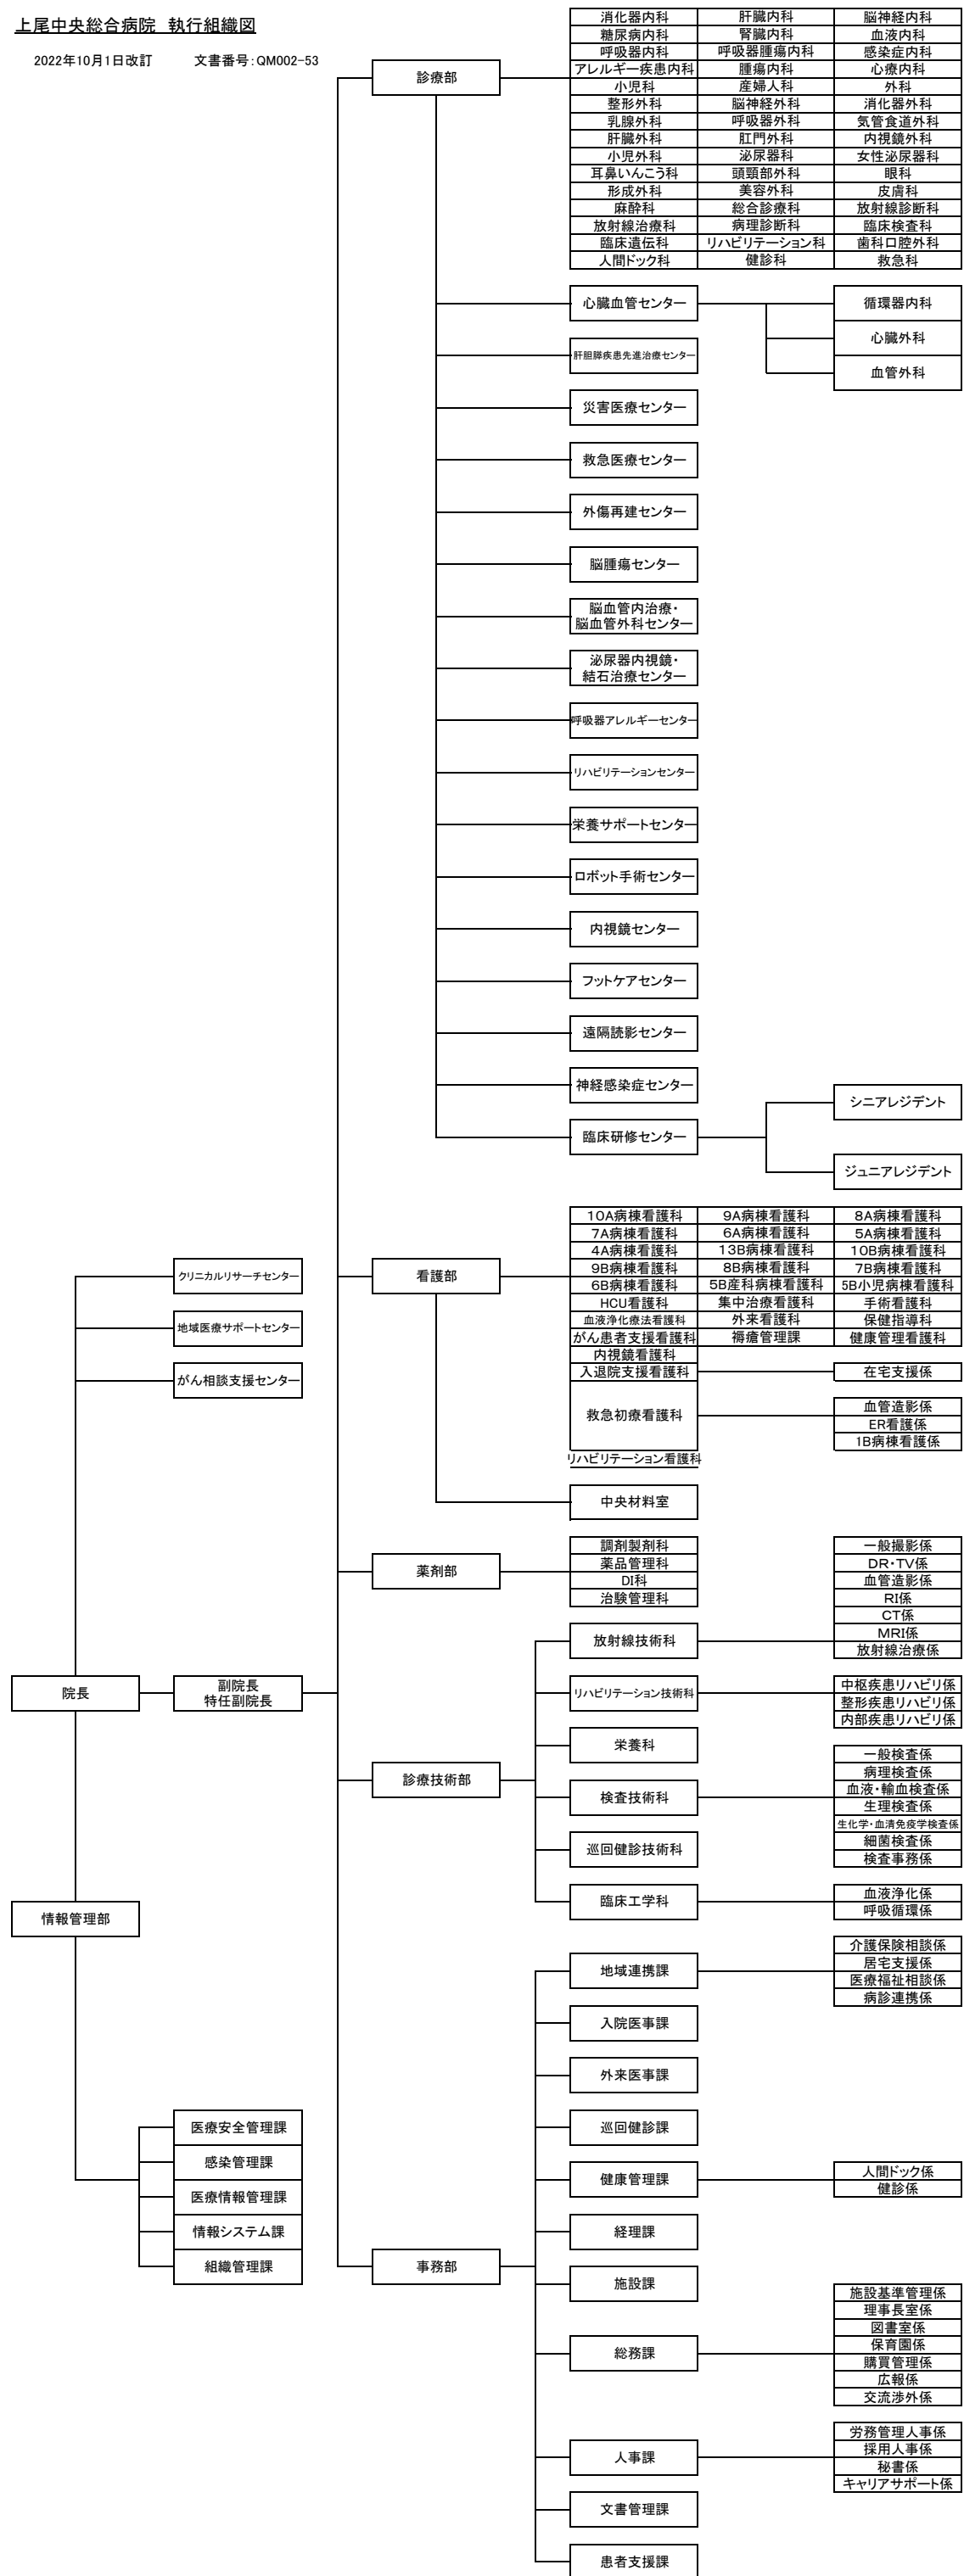 上尾中央総合病院 執行組織図
2022年10月1日改訂 文書番号:QM002-53
診療部
消化器内科 肝臓内科 脳神経内科
糖尿病内科 腎臓内科 血液内科
呼吸器内科 呼吸器腫瘍内科 感染症内科
アレルギー疾患内科 腫瘍内科 心療内科
小児科 産婦人科 外科
整形外科 脳神経外科 消化器外科
乳腺外科 呼吸器外科 気管食道外科
肝臓外科 肛門外科 内視鏡外科
小児外科 泌尿器科 女性泌尿器科
耳鼻いんこう科 頭頸部外科 眼科
形成外科 美容外科 皮膚科
麻酔科 総合診療科 放射線診断科
放射線治療科 病理診断科 臨床検査科
臨床遺伝科 リハビリテーション科 歯科口腔外科
人間ドック科 健診科 救急科
心臓血管センター
循環器内科
心臓外科
血管外科
肝胆膵疾患先進治療センター
災害医療センター
救急医療センター
外傷再建センター
脳腫瘍センター
脳血管内治療・
脳血管外科センター
泌尿器内視鏡・
結石治療センター
呼吸器アレルギーセンター
リハビリテーションセンター
栄養サポートセンター
ロボット手術センター
内視鏡センター
フットケアセンター
遠隔読影センター
神経感染症センター
臨床研修センター
シニアレジデント
ジュニアレジデント
クリニカルリサーチセンター
地域医療サポートセンター
がん相談支援センター
看護部
10A病棟看護科 9A病棟看護科 8A病棟看護科
7A病棟看護科 6A病棟看護科 5A病棟看護科
4A病棟看護科 13B病棟看護科 10B病棟看護科
9B病棟看護科 8B病棟看護科 7B病棟看護科
6B病棟看護科 5B産科病棟看護科 5B小児病棟看護科
HCU看護科 集中治療看護科 手術看護科
血液浄化療法看護科 外来看護科 保健指導科
がん患者支援看護科 褥瘡管理課 健康管理看護科
内視鏡看護科
入退院支援看護科 在宅支援係
救急初療看護科
血管造影係
ER看護係
1B病棟看護係
リハビリテーション看護科
中央材料室
薬剤部
調剤製剤科
薬品管理科
DI科
治験管理科
院長
副院長
特任副院長
診療技術部
放射線技術科
一般撮影係
DR・TV係
血管造影係
RI係
CT係
MRI係
放射線治療係
リハビリテーション技術科
中枢疾患リハビリ係
整形疾患リハビリ係
内部疾患リハビリ係
栄養科
検査技術科
一般検査係
病理検査係
血液・輸血検査係
生理検査係
生化学・血清免疫学検査係
細菌検査係
検査事務係
巡回健診技術科
臨床工学科
血液浄化係
呼吸循環係
情報管理部
医療安全管理課
感染管理課
医療情報管理課
情報システム課
組織管理課
事務部
地域連携課
介護保険相談係
居宅支援係
医療福祉相談係
病診連携係
入院医事課
外来医事課
巡回健診課
健康管理課
人間ドック係
健診係
経理課
施設課
総務課
施設基準管理係
理事長室係
図書室係
保育園係
購買管理係
広報係
交流渉外係
人事課
労務管理人事係
採用人事係
秘書係
キャリアサポート係
文書管理課
患者支援課